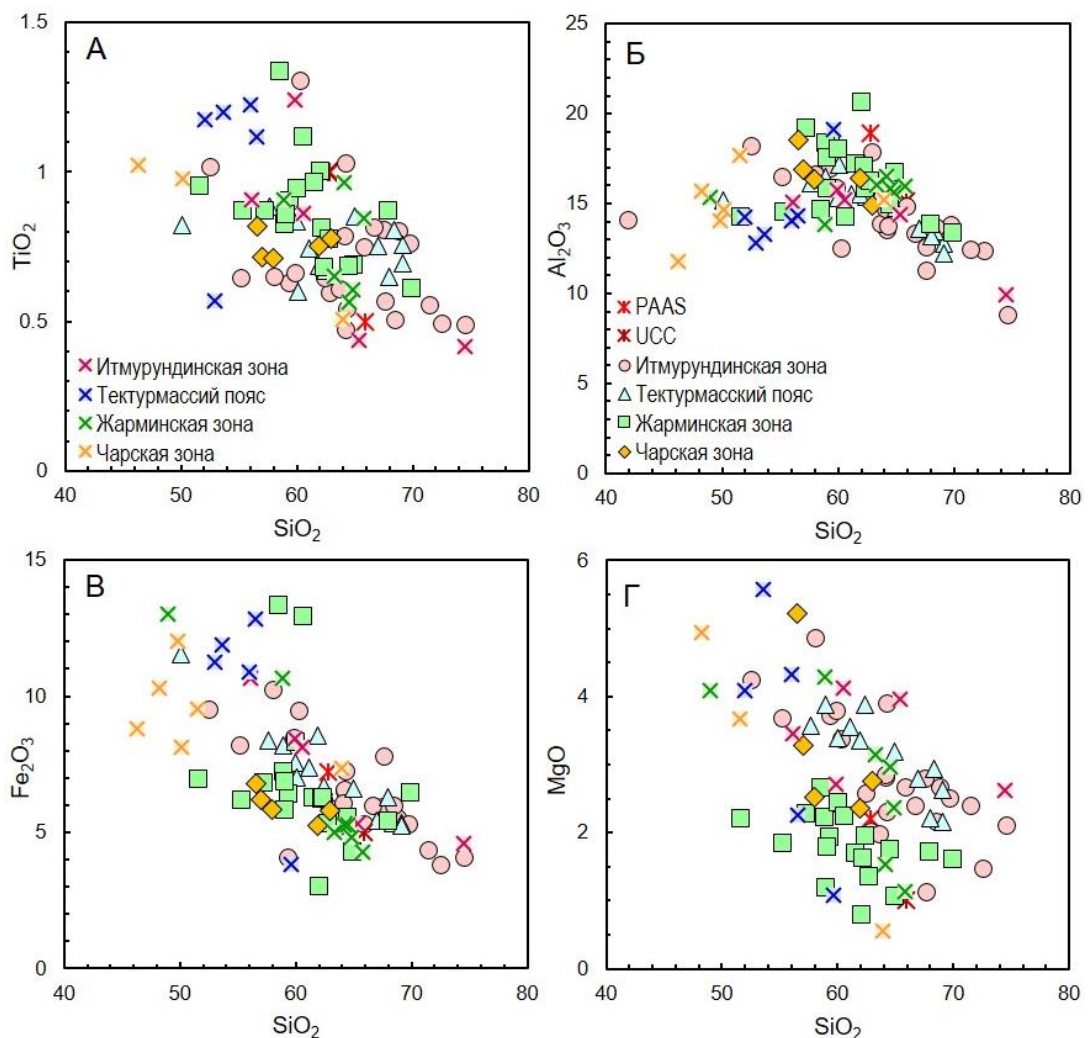 А
1.5
1
0.5
0
TiO2
40 50 60 70 80
SiO2
Итмурундинская зона
Тектурмассий пояс
Жарминская зона
Чарская зона
Б
25
20
15
10
5
0
Al2O3
PAAS
UCC
Итмурундинская зона
Тектурмасский пояс
Жарминская зона
Чарская зона
40 50 60 70 80
SiO2
В
15
10
5
0
Fe2O3
40 50 60 70 80
SiO2
Г
6
4
2
0
MgO
40 50 60 70 80
SiO2